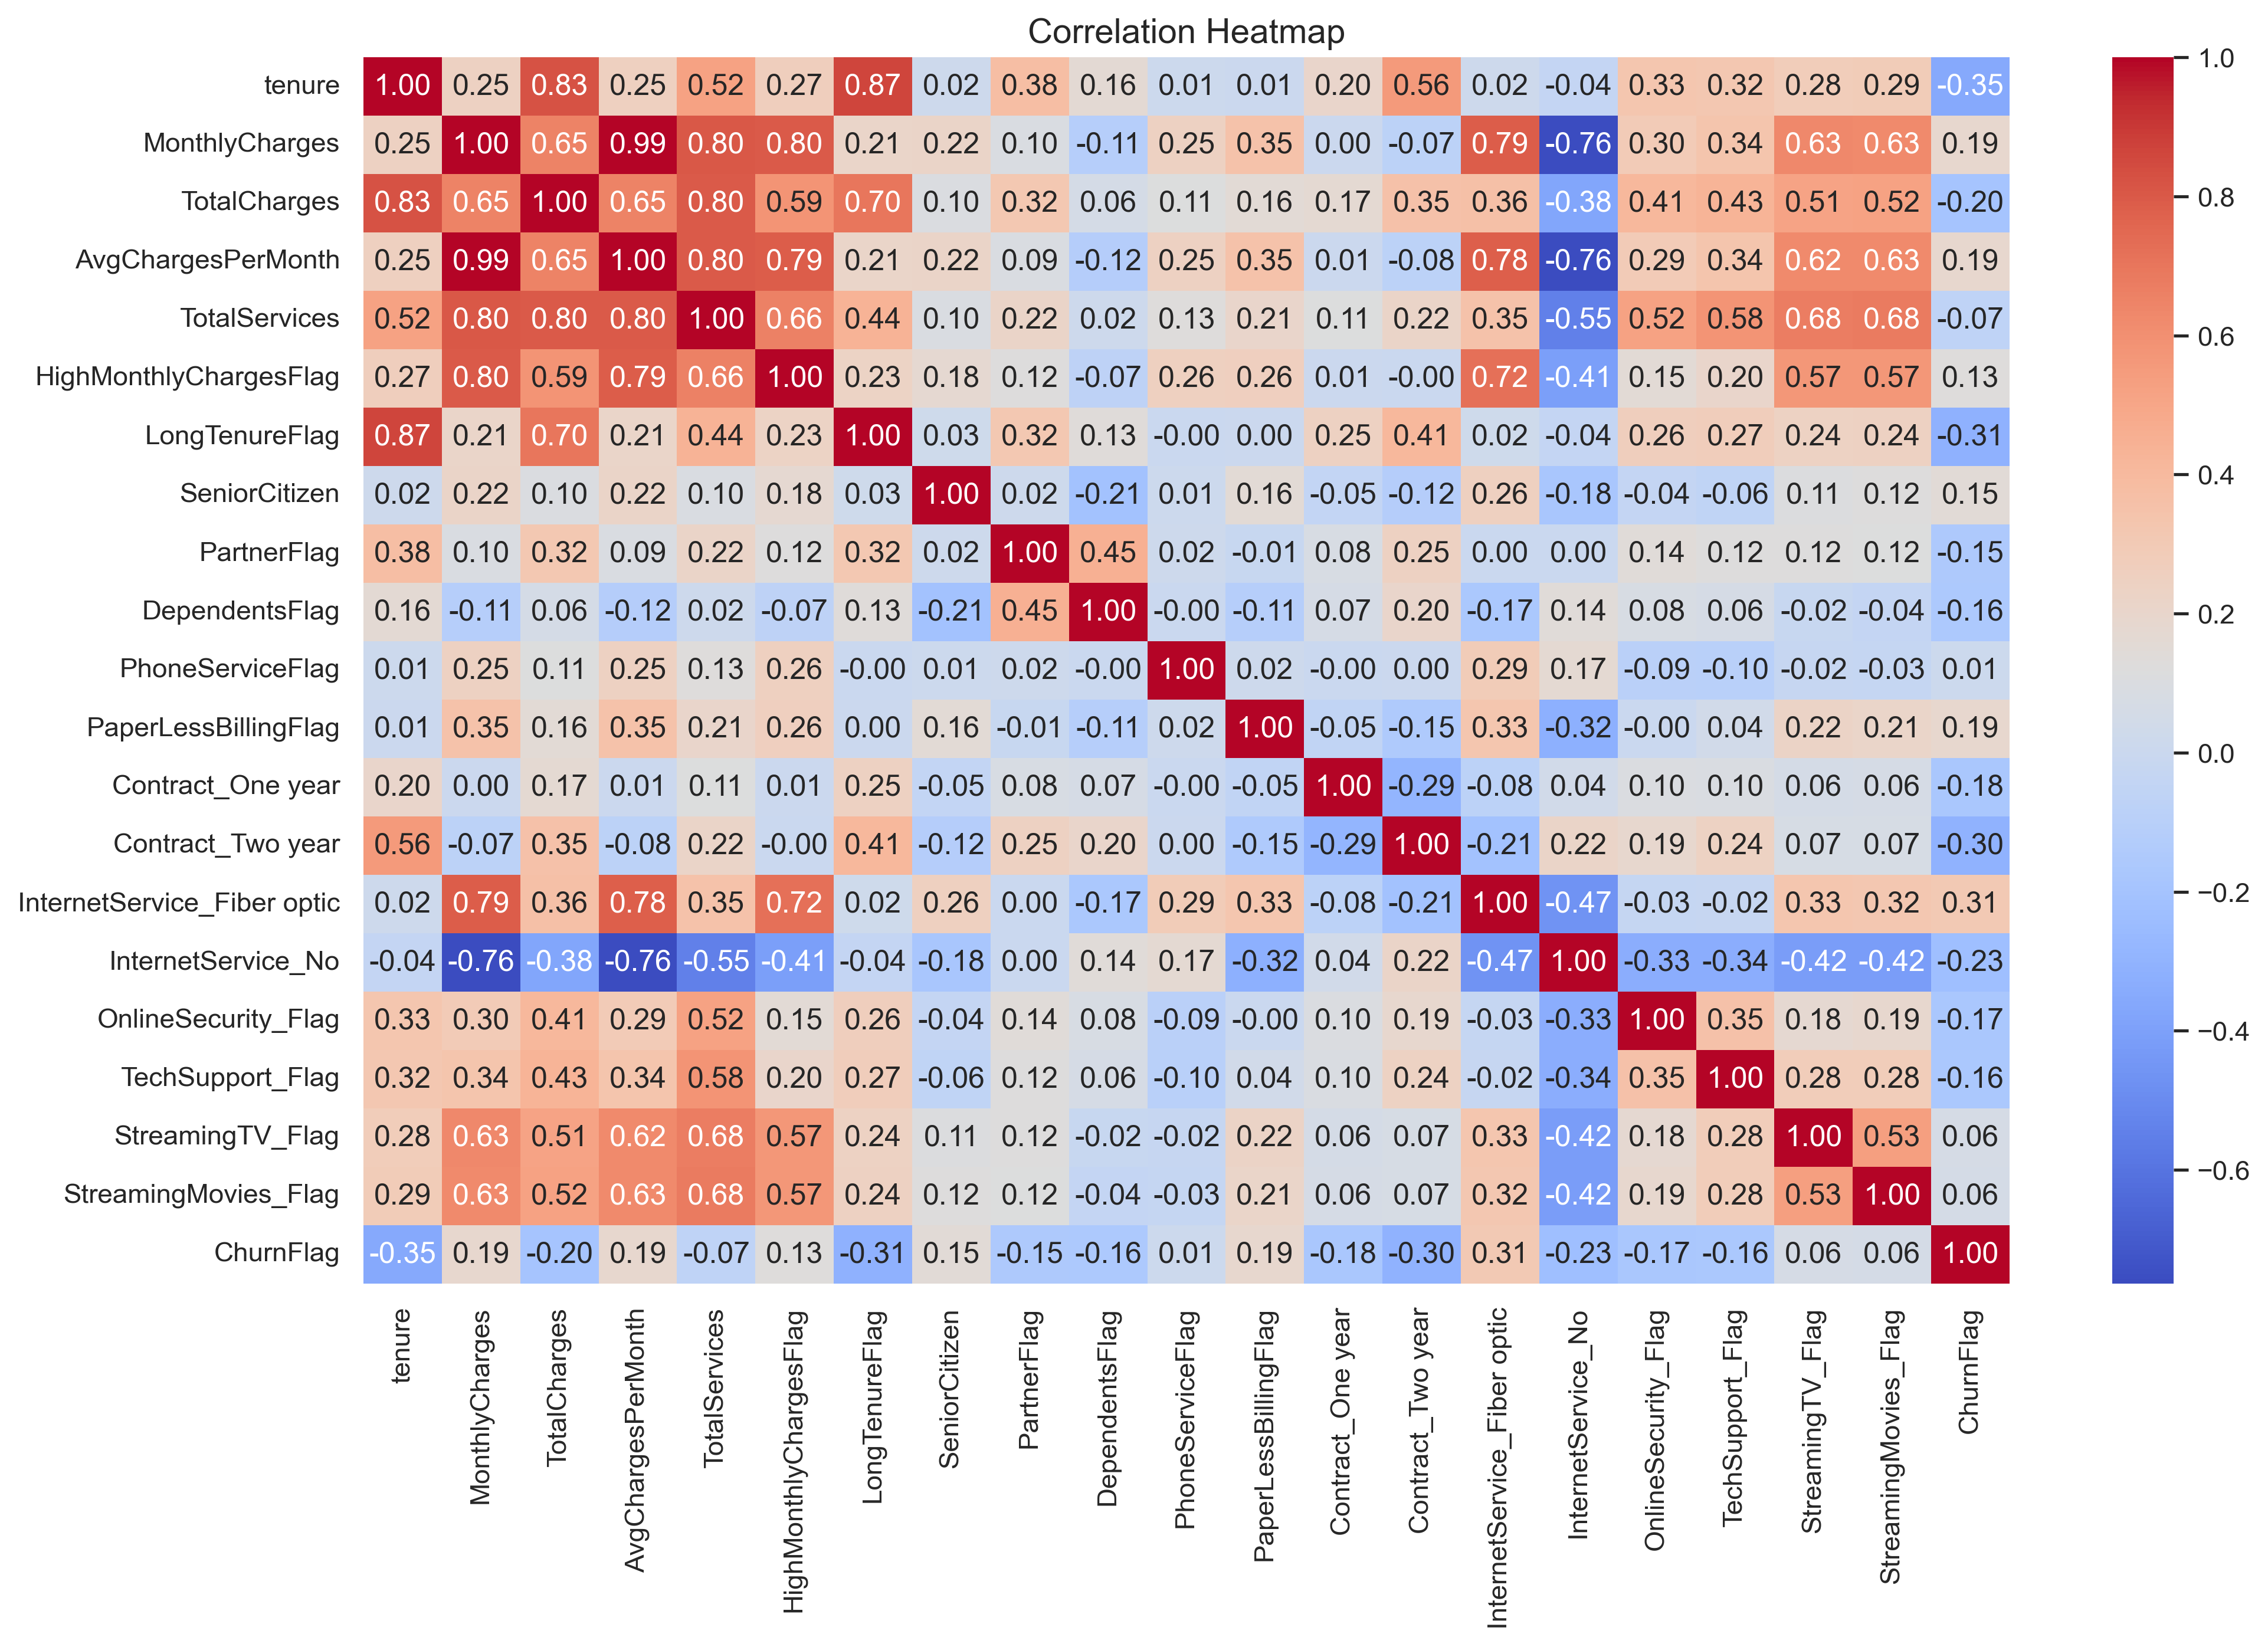 Correlation Heatmap
tenure 1.00 0.25 0.83 0.25 0.52 0.27 0.87 0.02 0.38 0.16 0.01 0.01 0.20 0.56 0.02 -0.04 0.33 0.32 0.28 0.29 -0.35
MonthlyCharges 0.25 1.00 0.65 0.99 0.80 0.80 0.21 0.22 0.10 -0.11 0.25 0.35 0.00 -0.07 0.79 -0.76 0.30 0.34 0.63 0.63 0.19
TotalCharges 0.83 0.65 1.00 0.65 0.80 0.59 0.70 0.10 0.32 0.06 0.11 0.16 0.17 0.35 0.36 -0.38 0.41 0.43 0.51 0.52 -0.20
AvgChargesPerMonth 0.25 0.99 0.65 1.00 0.80 0.79 0.21 0.22 0.09 -0.12 0.25 0.35 0.01 -0.08 0.78 -0.76 0.29 0.34 0.62 0.63 0.19
TotalServices 0.52 0.80 0.80 0.80 1.00 0.66 0.44 0.10 0.22 0.02 0.13 0.21 0.11 0.22 0.35 -0.55 0.52 0.58 0.68 0.68 -0.07
HighMonthlyChargesFlag 0.27 0.80 0.59 0.79 0.66 1.00 0.23 0.18 0.12 -0.07 0.26 0.26 0.01 -0.00 0.72 -0.41 0.15 0.20 0.57 0.57 0.13
LongTenureFlag 0.87 0.21 0.70 0.21 0.44 0.23 1.00 0.03 0.32 0.13 -0.00 0.00 0.25 0.41 0.02 -0.04 0.26 0.27 0.24 0.24 -0.31
SeniorCitizen 0.02 0.22 0.10 0.22 0.10 0.18 0.03 1.00 0.02 -0.21 0.01 0.16 -0.05 -0.12 0.26 -0.18 -0.04 -0.06 0.11 0.12 0.15
PartnerFlag 0.38 0.10 0.32 0.09 0.22 0.12 0.32 0.02 1.00 0.45 0.02 -0.01 0.08 0.25 0.00 0.00 0.14 0.12 0.12 0.12 -0.15
DependentsFlag 0.16 -0.11 0.06 -0.12 0.02 -0.07 0.13 -0.21 0.45 1.00 -0.00 -0.11 0.07 0.20 -0.17 0.14 0.08 0.06 -0.02 -0.04 -0.16
PhoneServiceFlag 0.01 0.25 0.11 0.25 0.13 0.26 -0.00 0.01 0.02 -0.00 1.00 0.02 -0.00 0.00 0.29 0.17 -0.09 -0.10 -0.02 -0.03 0.01
PaperLessBillingFlag 0.01 0.35 0.16 0.35 0.21 0.26 0.00 0.16 -0.01 -0.11 0.02 1.00 -0.05 -0.15 0.33 -0.32 -0.00 0.04 0.22 0.21 0.19
Contract_One year 0.20 0.00 0.17 0.01 0.11 0.01 0.25 -0.05 0.08 0.07 -0.00 -0.05 1.00 -0.29 -0.08 0.04 0.10 0.10 0.06 0.06 -0.18
Contract_Two year 0.56 -0.07 0.35 -0.08 0.22 -0.00 0.41 -0.12 0.25 0.20 0.00 -0.15 -0.29 1.00 -0.21 0.22 0.19 0.24 0.07 0.07 -0.30
InternetService_Fiber optic 0.02 0.79 0.36 0.78 0.35 0.72 0.02 0.26 0.00 -0.17 0.29 0.33 -0.08 -0.21 1.00 -0.47 -0.03 -0.02 0.33 0.32 0.31
InternetService_No -0.04 -0.76 -0.38 -0.76 -0.55 -0.41 -0.04 -0.18 0.00 0.14 0.17 -0.32 0.04 0.22 -0.47 1.00 -0.33 -0.34 -0.42 -0.42 -0.23
OnlineSecurity_Flag 0.33 0.30 0.41 0.29 0.52 0.15 0.26 -0.04 0.14 0.08 -0.09 -0.00 0.10 0.19 -0.03 -0.33 1.00 0.35 0.18 0.19 -0.17
TechSupport_Flag 0.32 0.34 0.43 0.34 0.58 0.20 0.27 -0.06 0.12 0.06 -0.10 0.04 0.10 0.24 -0.02 -0.34 0.35 1.00 0.28 0.28 -0.16
StreamingTV_Flag 0.28 0.63 0.51 0.62 0.68 0.57 0.24 0.11 0.12 -0.02 -0.02 0.22 0.06 0.07 0.33 -0.42 0.18 0.28 1.00 0.53 0.06
StreamingMovies_Flag 0.29 0.63 0.52 0.63 0.68 0.57 0.24 0.12 0.12 -0.04 -0.03 0.21 0.06 0.07 0.32 -0.42 0.19 0.28 0.53 1.00 0.06
ChurnFlag -0.35 0.19 -0.20 0.19 -0.07 0.13 -0.31 0.15 -0.15 -0.16 0.01 0.19 -0.18 -0.30 0.31 -0.23 -0.17 -0.16 0.06 0.06 1.00
tenure
MonthlyCharges
TotalCharges
AvgChargesPerMonth
TotalServices
HighMonthlyChargesFlag
LongTenureFlag
SeniorCitizen
PartnerFlag
DependentsFlag
PhoneServiceFlag
PaperLessBillingFlag
Contract_One year
Contract_Two year
InternetService_Fiber optic
InternetService_No
OnlineSecurity_Flag
TechSupport_Flag
StreamingTV_Flag
StreamingMovies_Flag
ChurnFlag
1.0
0.8
0.6
0.4
0.2
0.0
−0.2
−0.4
−0.6